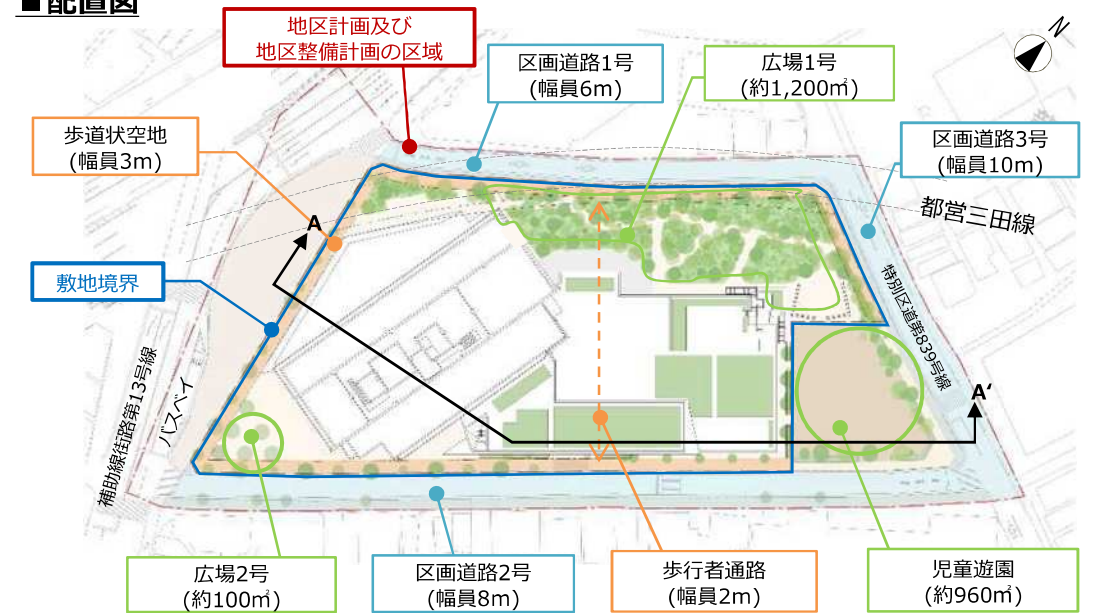 ■配置図
地区計画及び
地区整備計画の区域
N
区画道路1号
(幅員6m)
広場1号
(約1,200㎡)
歩道状空地
(幅員3m)
区画道路3号
(幅員10m)
都営三田線
A
敷地境界
特別区道第839号線
補助線街路第13号線
バスベイ
A'
広場2号
(約100㎡)
区画道路2号
(幅員8m)
歩行者通路
(幅員2m)
児童遊園
(約960㎡)